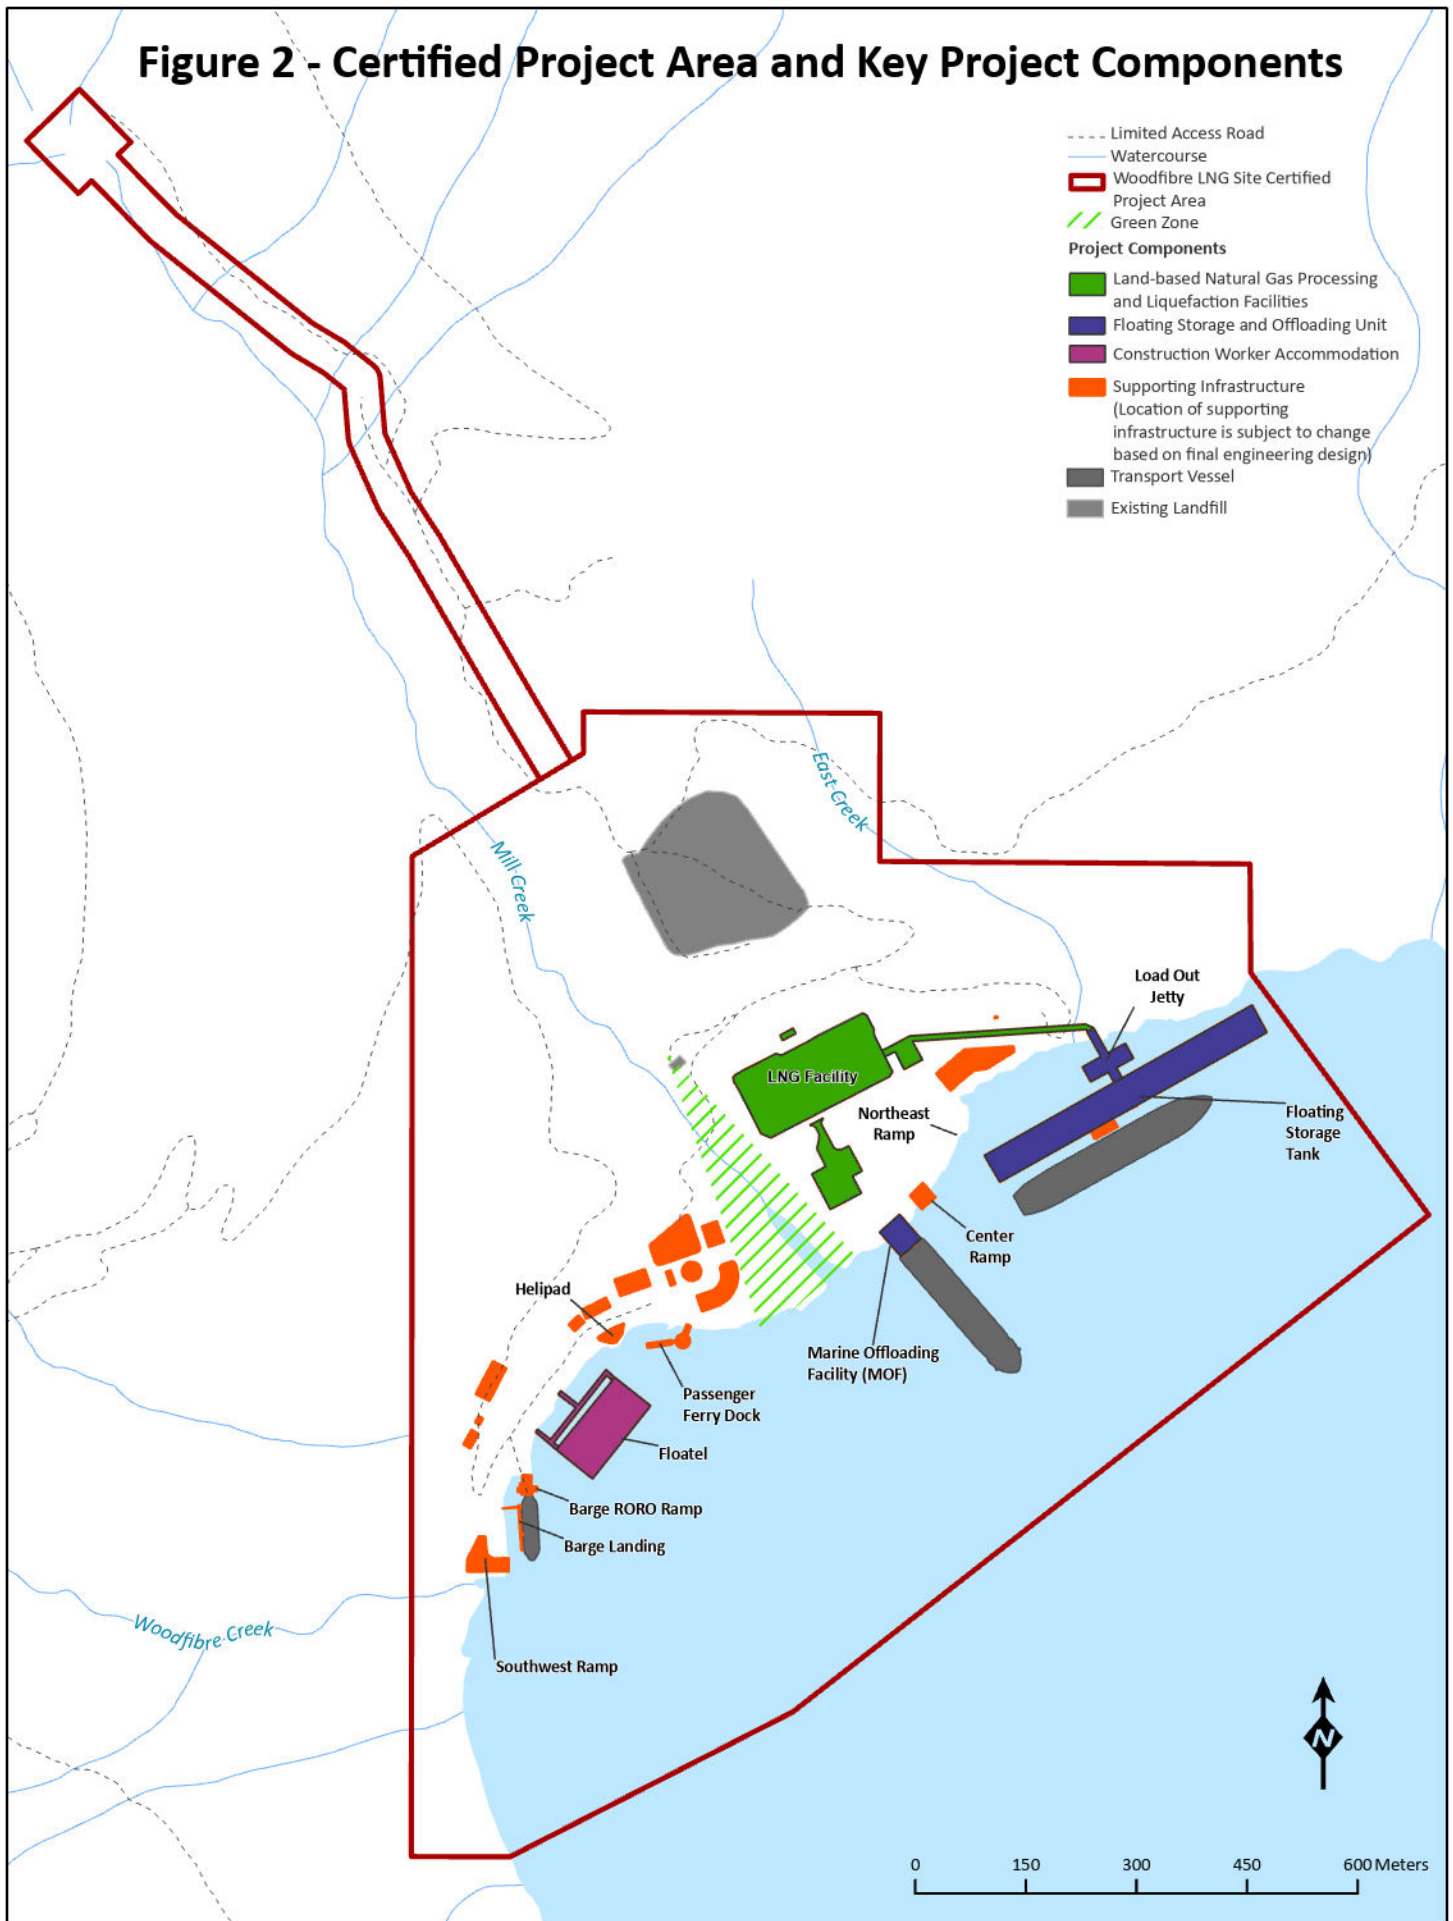 Figure 2 - Certified Project Area and Key Project Components
Limited Access Road
Watercourse
Woodfibre LNG Site Certified
Project Area
Green Zone
Project Components
Land-based Natural Gas Processing
and Liquefaction Facilities
Floating Storage and Offloading Unit
Construction Worker Accommodation
Supporting Infrastructure
(Location of supporting
infrastructure is subject to change
based on final engineering design)
Transport Vessel
Existing Landfill
East Creek
Mill Creek
Load Out
Jetty
LNG Facility
Northeast
Ramp
Floating
Storage
Tank
Center
Ramp
Helipad
Marine Offloading
Facility (MOF)
Passenger
Ferry Dock
Floatel
Barge RORO Ramp
Barge Landing
Woodfibre Creek
Southwest Ramp
N
0 150 300 450 600 Meters